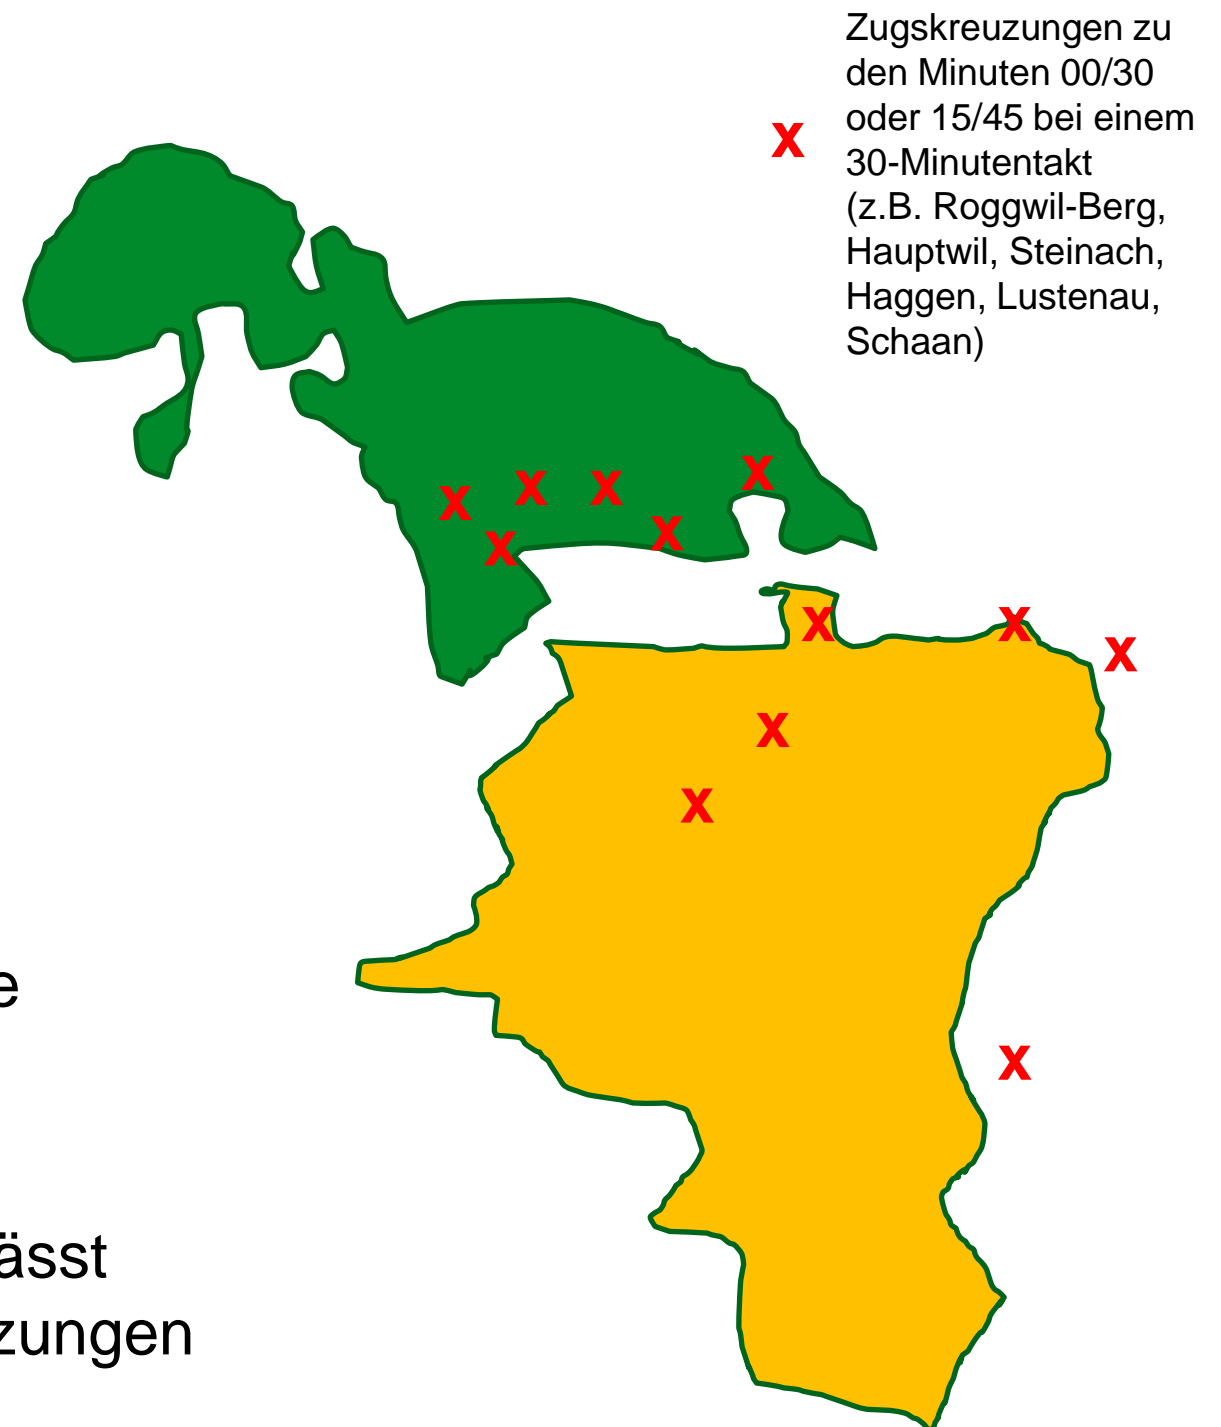 Zugskreuzungen zu
den Minuten 00/30
oder 15/45 bei einem
30-Minutentakt
(z.B. Roggwil-Berg,
Hauptwil, Steinach,
Haggen, Lustenau,
Schaan)
x
x
x
x
x
x
x
x
x
x
x
x
e
x
ässt
zungen